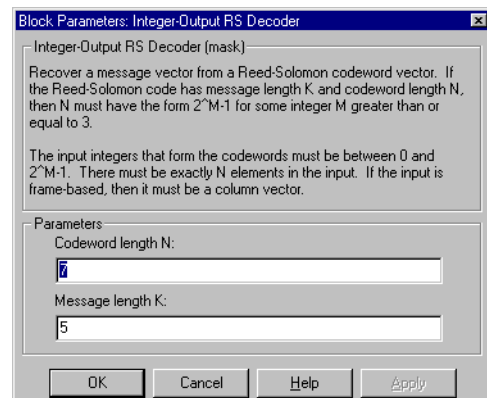 Block Parameters: Integer-Output RS Decoder
Integer-Output RS Decoder (mask)
Recover a message vector from a Reed-Solomon codeword vector. If
the Reed-Solomon code has message length K and codeword length N,
then N must have the form 2^M-1 for some integer M greater than or
equal to 3.
The input integers that form the codewords must be between 0 and
2^M-1. There must be exactly N elements in the input. If the input is
frame-based, then it must be a column vector.
Parameters
Codeword length N:
7
Message length K:
5
OK Cancel Help Apply